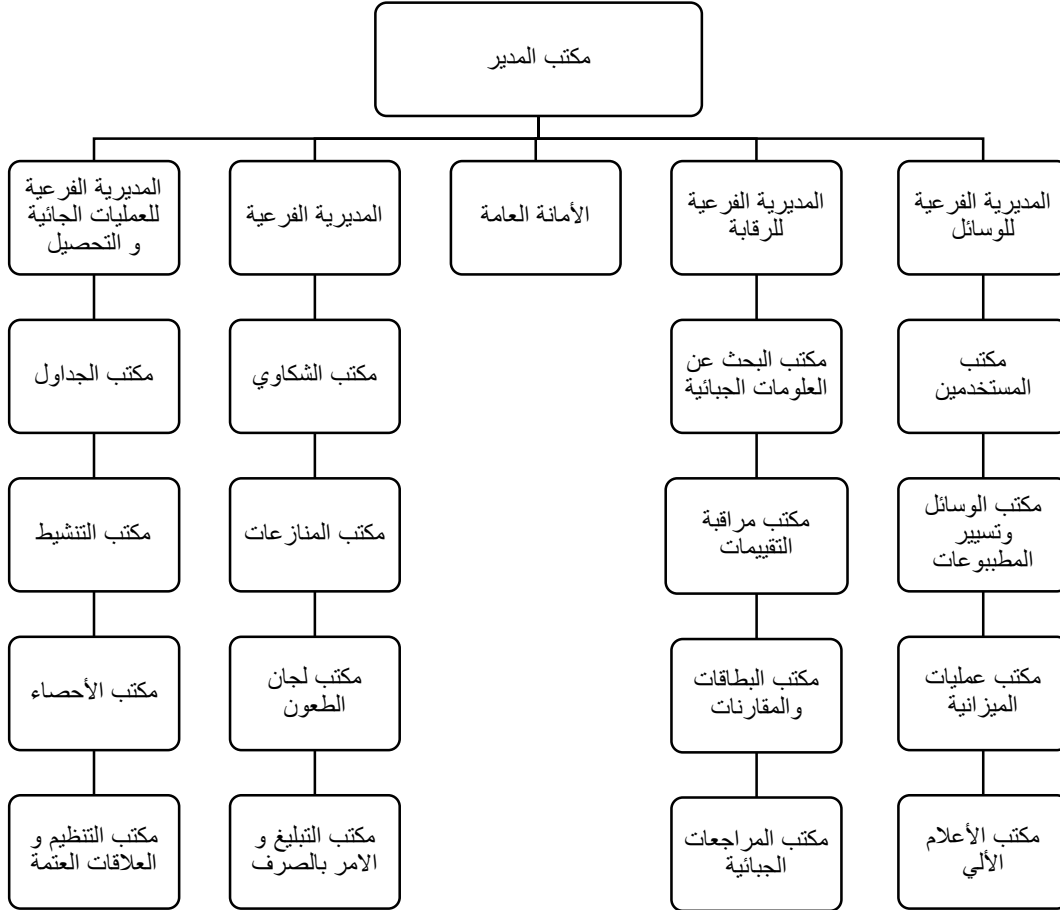 مكتب المدير
المديرية الفرعية
للوسائل
المديرية الفرعية
للرقابة
الأمانة العامة
المديرية الفرعية
المديرية الفرعية
للعمليات الجائية
و التحصيل
مكتب
المستخدمين
مكتب البحث عن
العلومات الجبائية
مكتب الشكاوي
مكتب الجداول
مكتب الوسائل
وتسيير
المطببوعات
مكتب مراقبة
التقييمات
مكتب المنازعات
مكتب التنشيط
مكتب عمليات
الميزانية
مكتب البطاقات
والمقارنات
مكتب لجان
الطعون
مكتب الأحصاء
مكتب الأعلام
الألي
مكتب المراجعات
الجبائية
مكتب التبليغ و
الامر بالصرف
مكتب التنظيم و
العلاقات العتمة